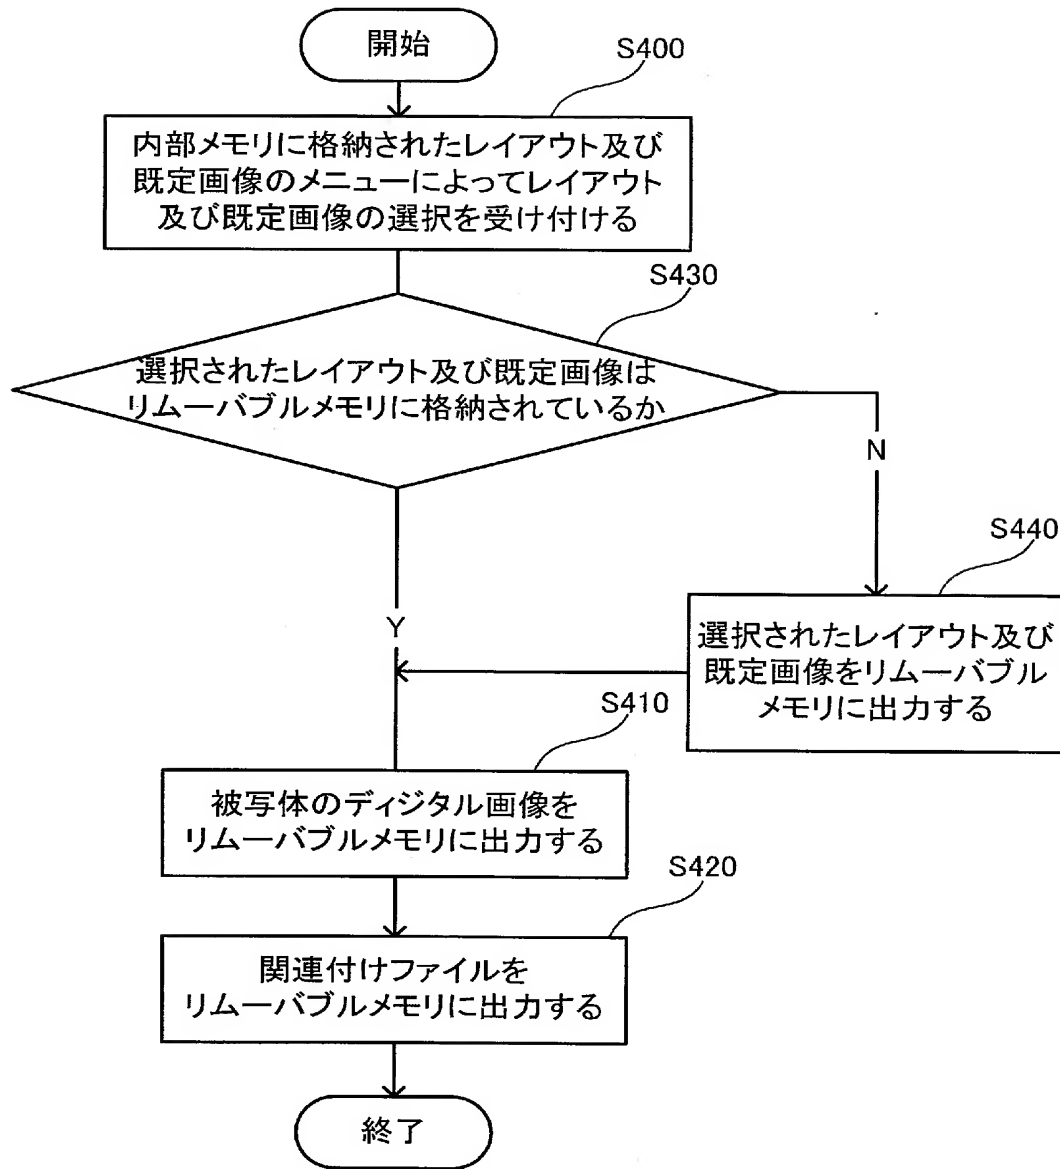 開始
S400
内部メモリに格納されたレイアウト及び
既定画像のメニューによってレイアウト
及び既定画像の選択を受け付ける
S430
選択されたレイアウト及び既定画像は
リムーバブルメモリに格納されているか
N
S440
選択されたレイアウト及び
既定画像をリムーバブル
メモリに出力する
Y
S410
被写体のディジタル画像を
リムーバブルメモリに出力する
S420
関連付けファイルを
リムーバブルメモリに出力する
終了